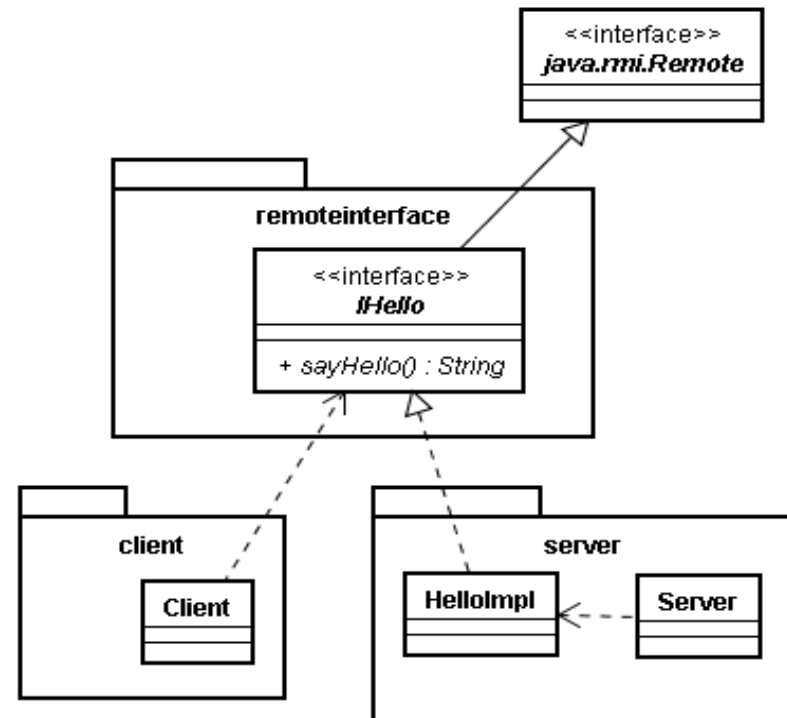 <<interface>>
java.rmi.Remote
remoteinterface
<<interface>>
IHello
+ sayHello() : String
client
Client
server
HelloImpl
Server